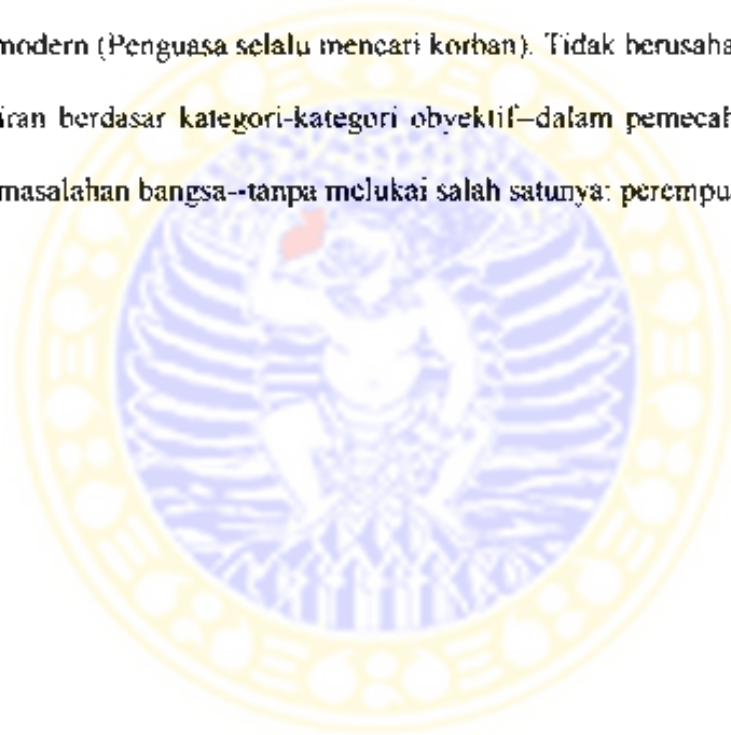 modern (Penguasa selalu mencari korban). Tidak berusaha
iran berdasar kategori-kategori obyektif--dalam pemecah
masalahan bangsa--tanpa melukai salah satunya: perempu